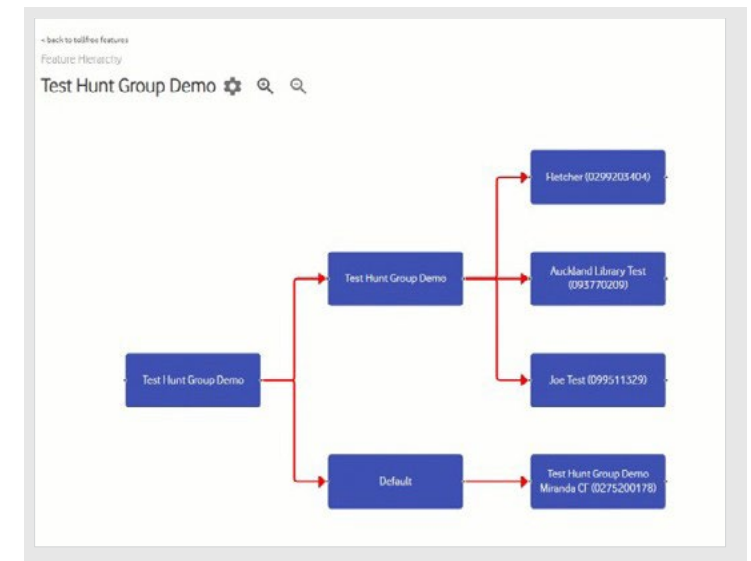 < back to tollfree features
Feature Hierarchy
Test Hunt Group Demo
Fletcher (0299203404)
Test Hunt Group Demo
Auckland Library Test
(093770209)
Test Hunt Group Demo
Joe Test (099511329)
Default
Test Hunt Group Demo
Miranda CF (0275200178)